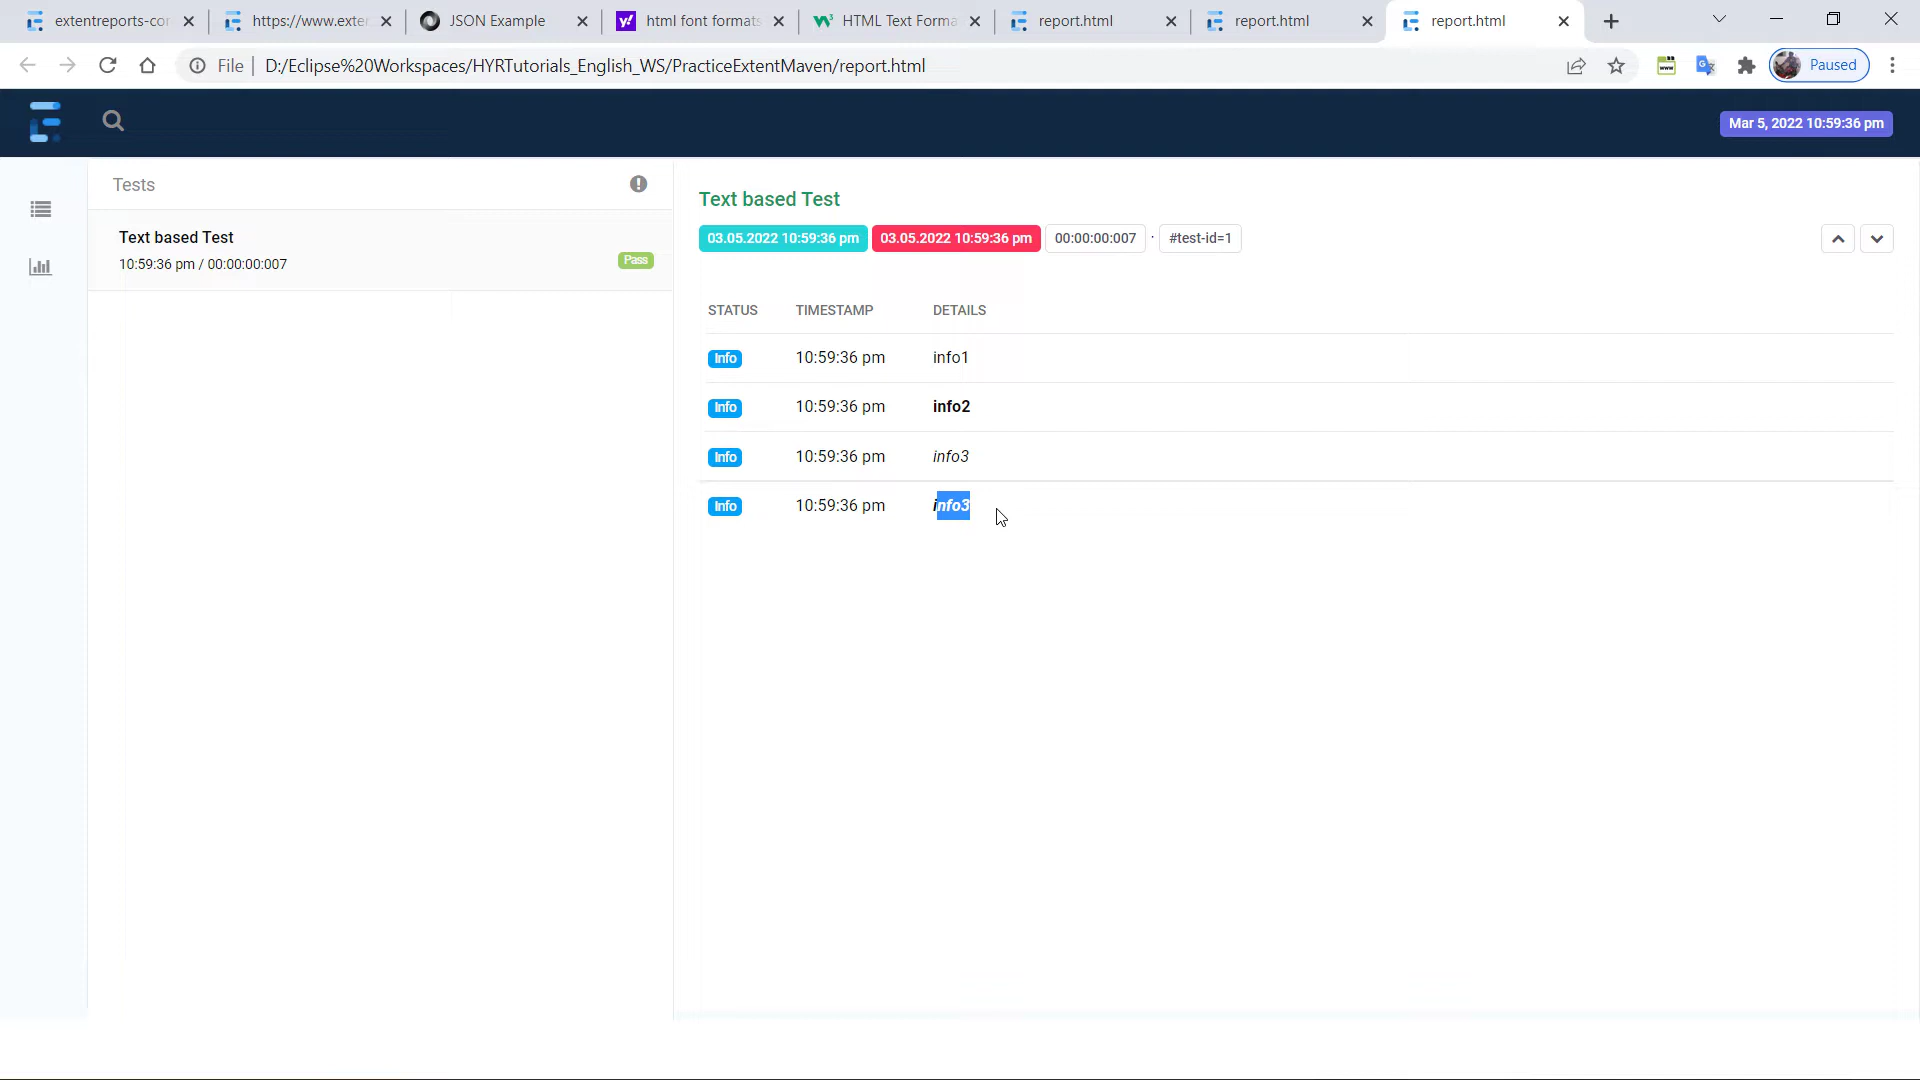 extentreports-cor
https://www.exter
JSON Example
html font formats
HTML Text Forma
report.html
report.html
report.html
File
D:/Eclipse%20Workspaces/HYRTutorials_English_WS/PracticeExtentMaven/report.html
Paused
Mar 5, 2022 10:59:36 pm
Tests
Text based Test
10:59:36 pm / 00:00:00:007
Pass
Text based Test
03.05.2022 10:59:36 pm 03.05.2022 10:59:36 pm 00:00:00:007 · #test-id=1
STATUS TIMESTAMP DETAILS
Info 10:59:36 pm info1
Info 10:59:36 pm info2
Info 10:59:36 pm info3
Info 10:59:36 pm info3